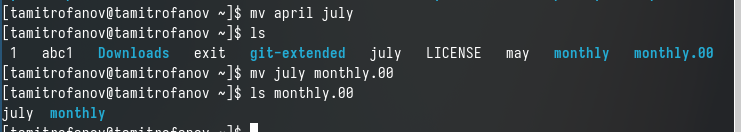 [tamitrofanov@tamitrofanov ~]$ mv april july
[tamitrofanov@tamitrofanov ~]$ ls
1 abc1 Downloads exit git-extended july LICENSE may monthly monthly.00
[tamitrofanov@tamitrofanov ~]$ mv july monthly.00
[tamitrofanov@tamitrofanov ~]$ ls monthly.00
july monthly
[tamitrofanov@tamitrofanov ~]$